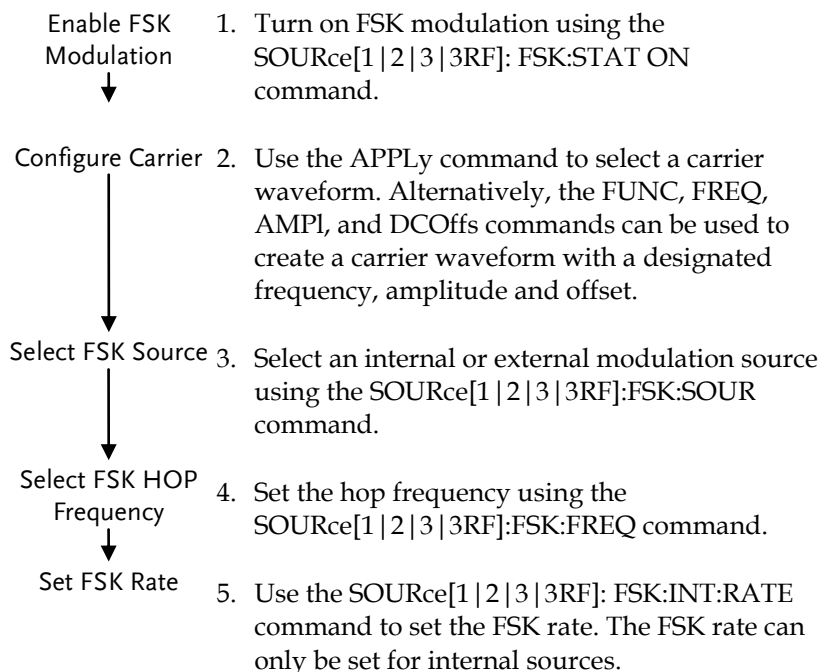 Enable FSK
Modulation
1. Turn on FSK modulation using the
SOURce[1|2|3|3RF]: FSK:STAT ON
command.
Configure Carrier
2. Use the APPLy command to select a carrier
waveform. Alternatively, the FUNC, FREQ,
AMPl, and DCOffs commands can be used to
create a carrier waveform with a designated
frequency, amplitude and offset.
Select FSK Source
3. Select an internal or external modulation source
using the SOURce[1|2|3|3RF]:FSK:SOUR
command.
Select FSK HOP
Frequency
4. Set the hop frequency using the
SOURce[1|2|3|3RF]:FSK:FREQ command.
Set FSK Rate
5. Use the SOURce[1|2|3|3RF]: FSK:INT:RATE
command to set the FSK rate. The FSK rate can
only be set for internal sources.